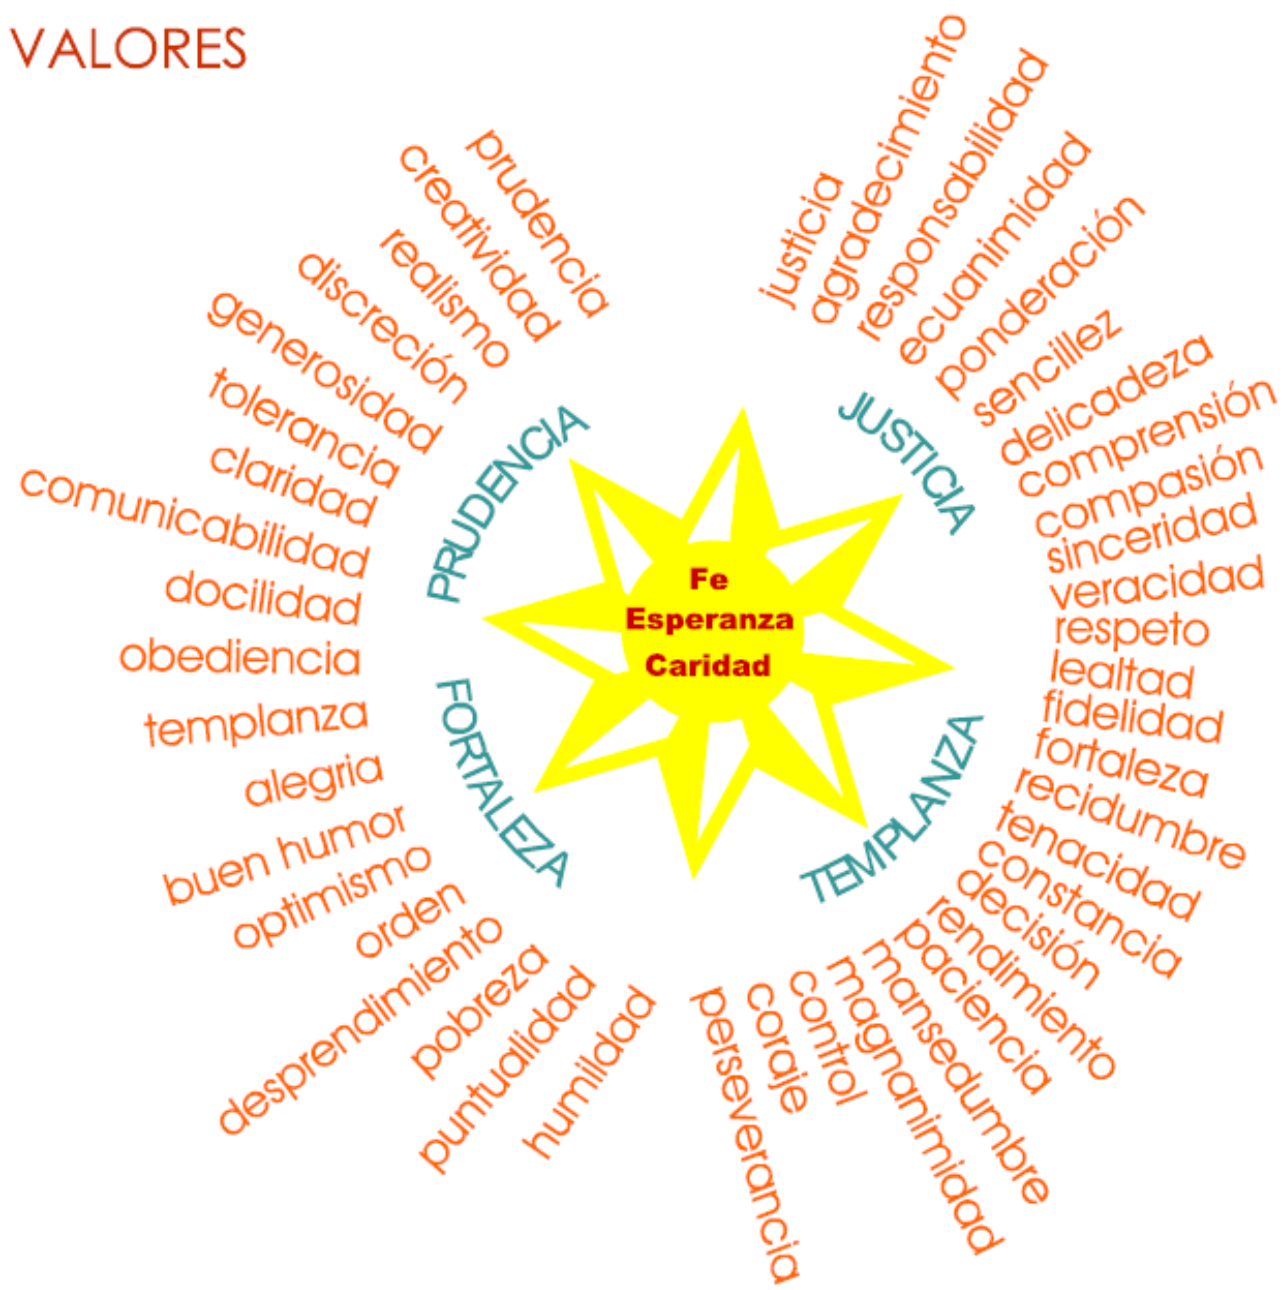 VALORES
prudencia
creatividad
realismo
discreción
generosidad
tolerancia
claridad
comunicabilidad
docilidad
obediencia
templanza
alegria
buen humor
optimismo
orden
desprendimiento
pobreza
puntualidad
humildad
justicia
agradecimiento
responsabilidad
ecuanimidad
ponderación
sencillez
delicadeza
comprensión
compasión
sinceridad
veracidad
respeto
lealtad
fidelidad
fortaleza
recidumbre
tenacidad
constancia
decisión
rendimiento
paciencia
mansedumbre
magnanimidad
control
coraje
perseverancia
PRUDENCIA
JUSTICIA
FORTALEZA
TEMPLANZA
Fe
Esperanza
Caridad